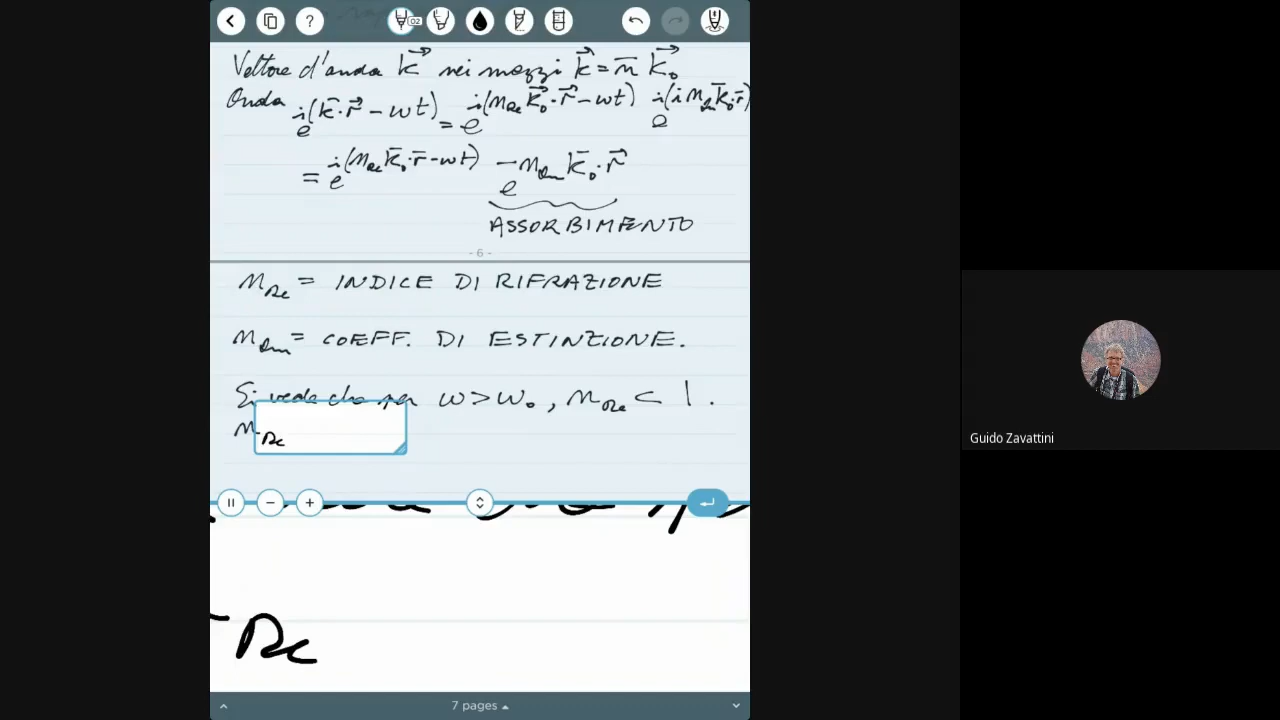 ?
02
Vettore d'onda k⃗ nei mezzi k⃗ = n̅ k⃗₀
Onda e^{i(k̅·r⃗ - ωt)} = e^{i(n_Re k⃗₀·r⃗ - ωt)} e^{i(i n_Im k̅₀·r̅)}
= e^{i(n_Re k̅₀·r̅ - ωt)} e^{-n_Im k̅₀·r⃗}
ASSORBIMENTO
- 6 -
n_Re = INDICE DI RIFRAZIONE
n_Im = COEFF. DI ESTINZIONE.
Si vede che per ω > ω₀, n_Re < 1.
n_Re
Re
7 pages
Guido Zavattini